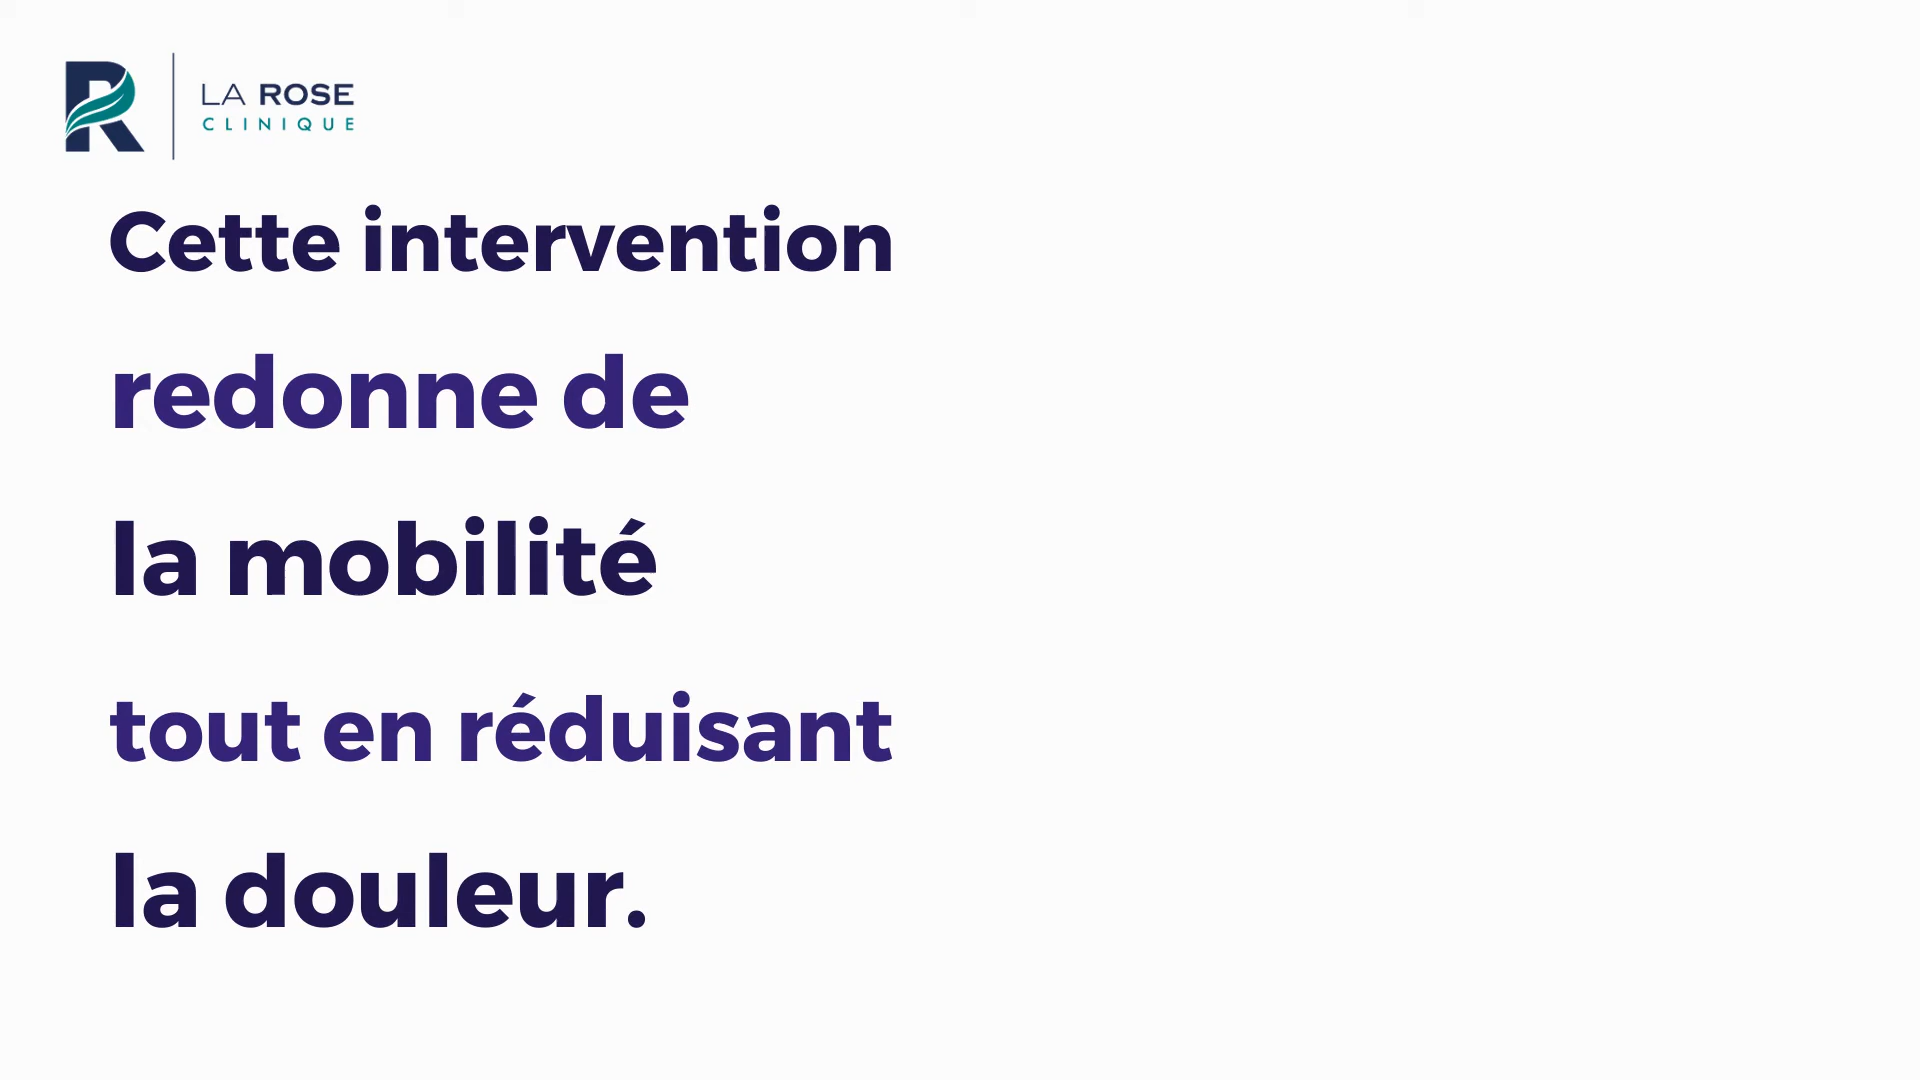 LA ROSE
CLINIQUE
Cette intervention
redonne de
la mobilité
tout en réduisant
la douleur.